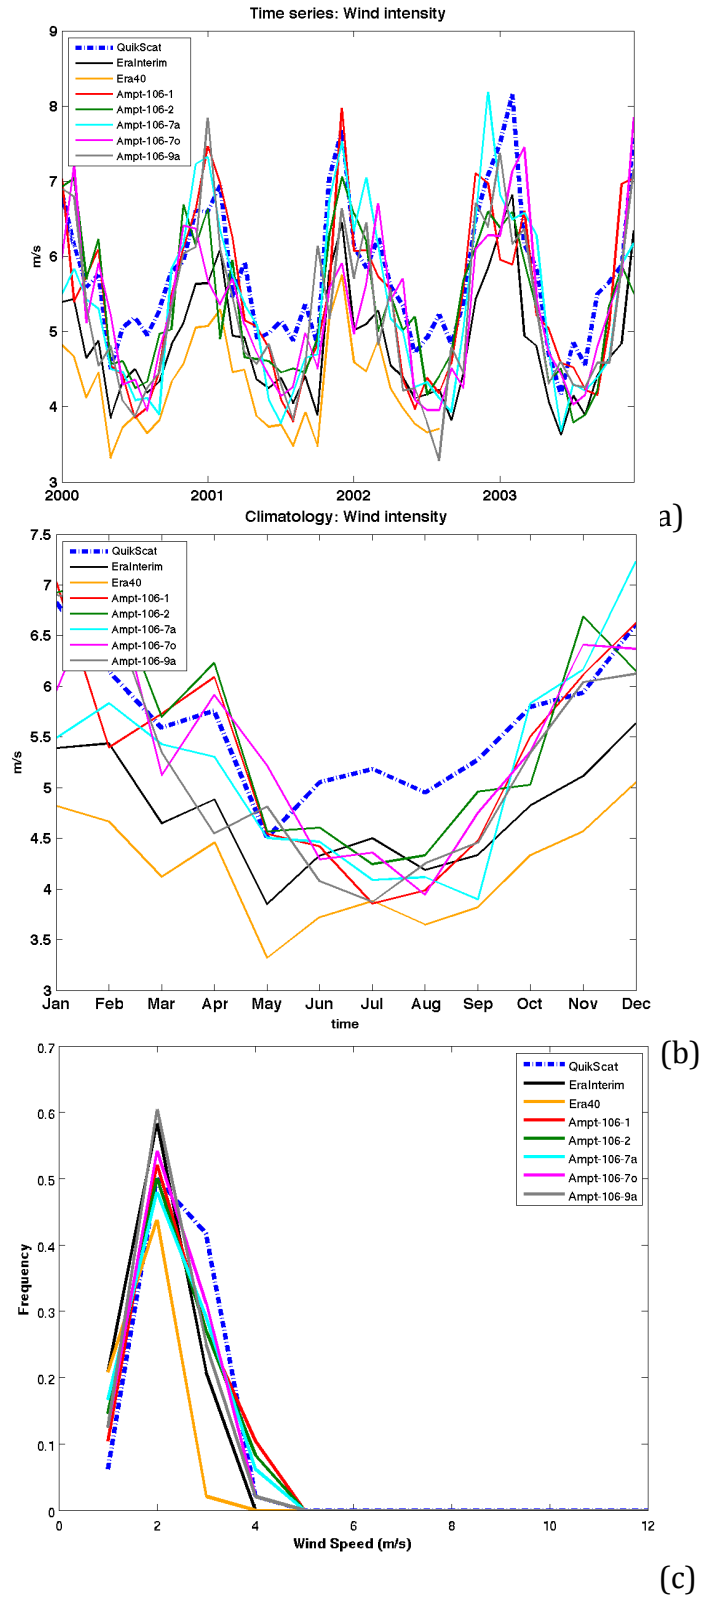 Time series: Wind intensity
9
8
7
6
5
4
3
m/s
QuikScat
EraInterim
Era40
Ampt-106-1
Ampt-106-2
Ampt-106-7a
Ampt-106-7o
Ampt-106-9a
2000 2001 2002 2003
a)
Climatology: Wind intensity
7.5
7
6.5
6
5.5
5
4.5
4
3.5
3
m/s
QuikScat
EraInterim
Era40
Ampt-106-1
Ampt-106-2
Ampt-106-7a
Ampt-106-7o
Ampt-106-9a
Jan Feb Mar Apr May Jun Jul Aug Sep Oct Nov Dec
time
(b)
0.7
0.6
0.5
0.4
0.3
0.2
0.1
0
Frequency
QuikScat
EraInterim
Era40
Ampt-106-1
Ampt-106-2
Ampt-106-7a
Ampt-106-7o
Ampt-106-9a
0 2 4 6 8 10 12
Wind Speed (m/s)
(c)